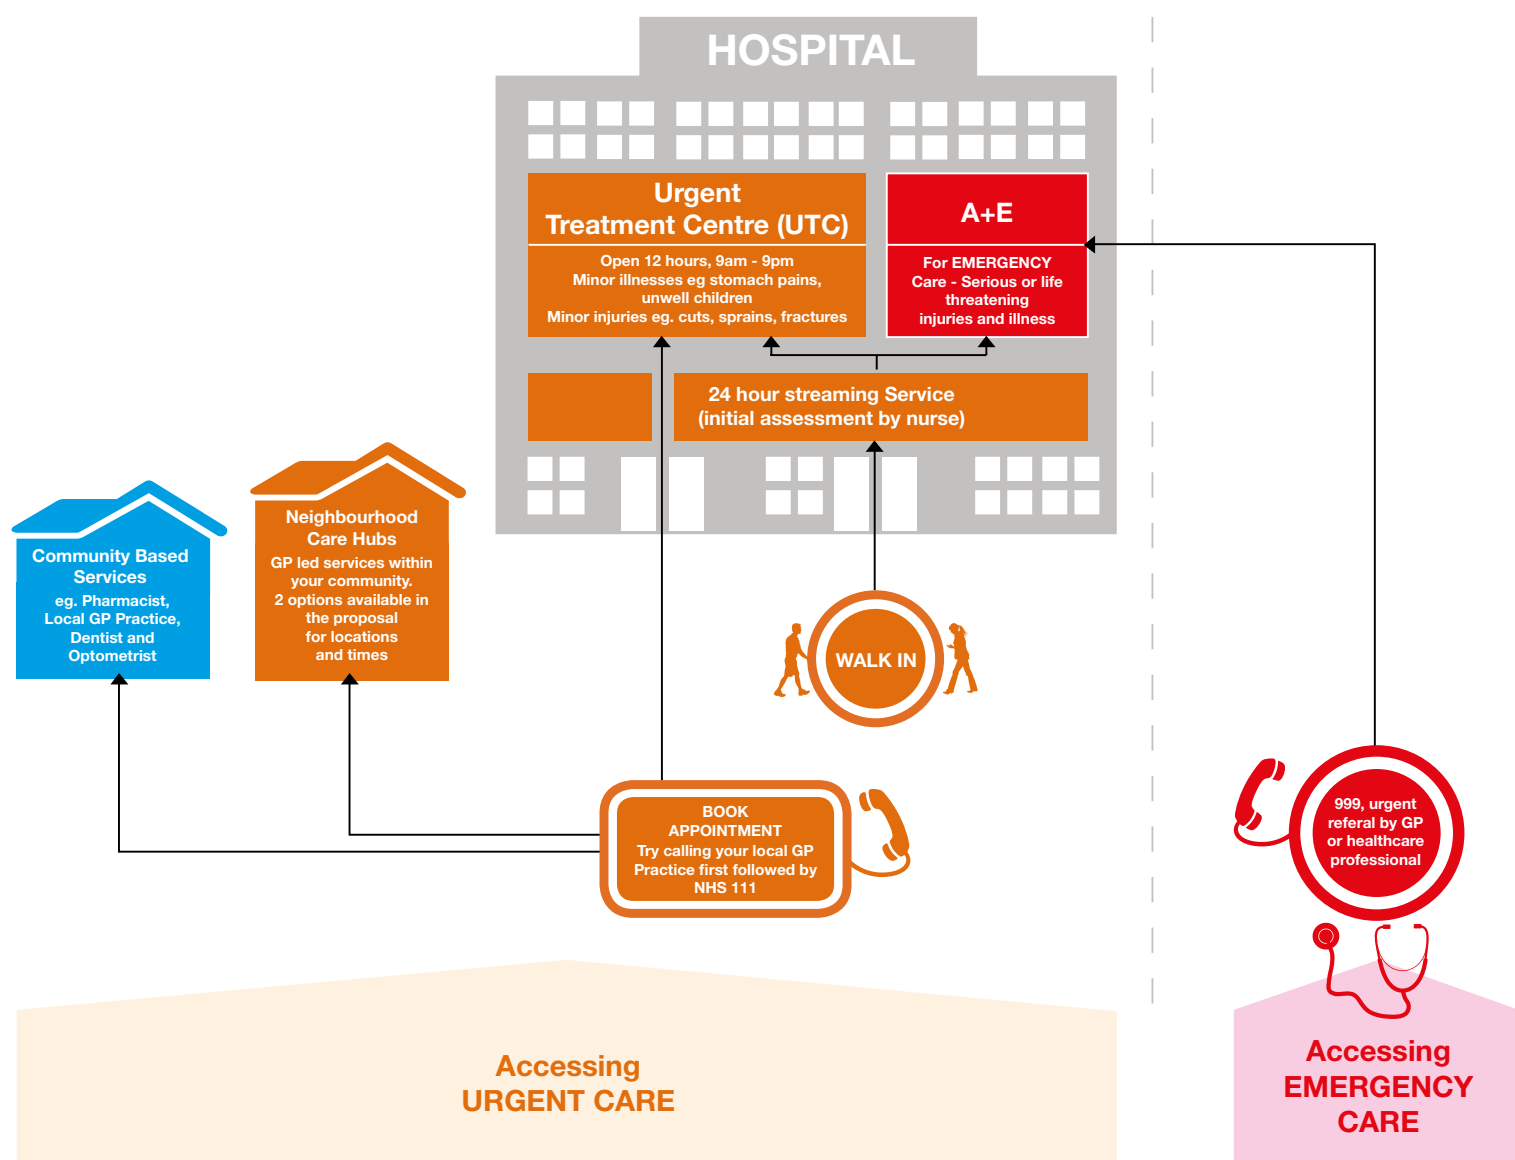 HOSPITAL
Urgent
Treatment Centre (UTC)
Open 12 hours, 9am - 9pm
Minor illnesses eg stomach pains,
unwell children
Minor injuries eg. cuts, sprains, fractures
A+E
For EMERGENCY
Care - Serious or life
threatening
injuries and illness
24 hour streaming Service
(initial assessment by nurse)
Neighbourhood
Care Hubs
GP led services within
your community.
2 options available in
the proposal
for locations
and times
Community Based
Services
eg. Pharmacist,
Local GP Practice,
Dentist and
Optometrist
WALK IN
BOOK
APPOINTMENT
Try calling your local GP
Practice first followed by
NHS 111
999, urgent
referal by GP
or healthcare
professional
Accessing
URGENT CARE
Accessing
EMERGENCY
CARE